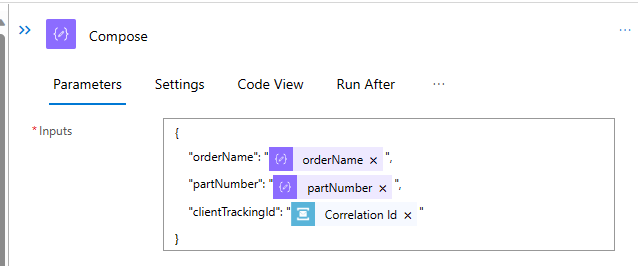 Compose
Parameters Settings Code View Run After
* Inputs
{
"orderName": " orderName × ",
"partNumber": " partNumber × ",
"clientTrackingId": " Correlation Id × "
}